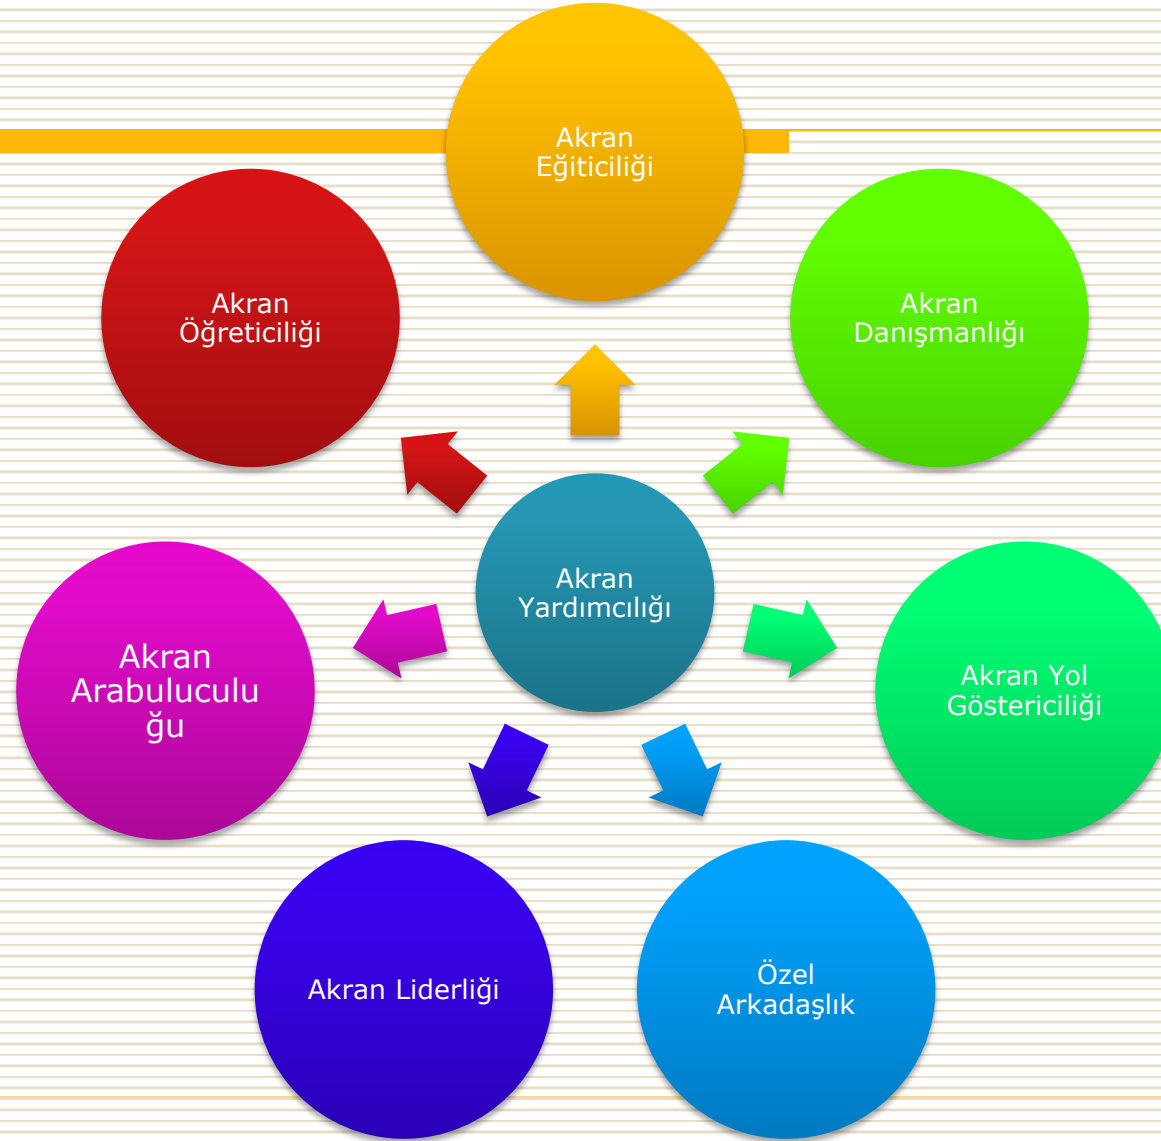 Akran
Eğiticiliği
Akran
Danışmanlığı
Akran Yol
Göstericiliği
Özel
Arkadaşlık
Akran Liderliği
Akran
Arabuluculu
ğu
Akran
Öğreticiliği
Akran
Yardımcılığı